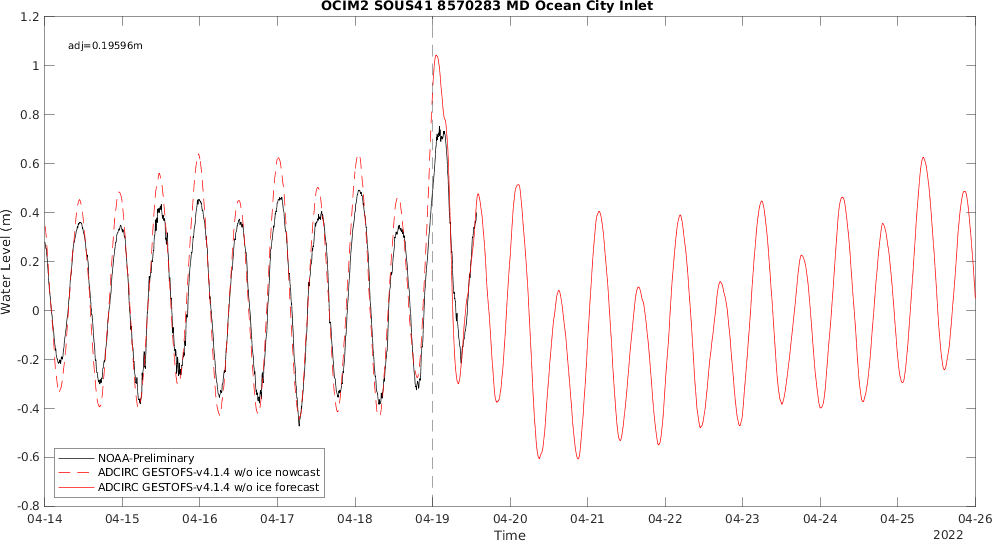 OCIM2 SOUS41 8570283 MD Ocean City Inlet
adj=0.19596m
1.2
1
0.8
0.6
0.4
0.2
0
-0.2
-0.4
-0.6
-0.8
Water Level (m)
NOAA-Preliminary
ADCIRC GESTOFS-v4.1.4 w/o ice nowcast
ADCIRC GESTOFS-v4.1.4 w/o ice forecast
04-14 04-15 04-16 04-17 04-18 04-19 04-20 04-21 04-22 04-23 04-24 04-25 04-26
Time
2022